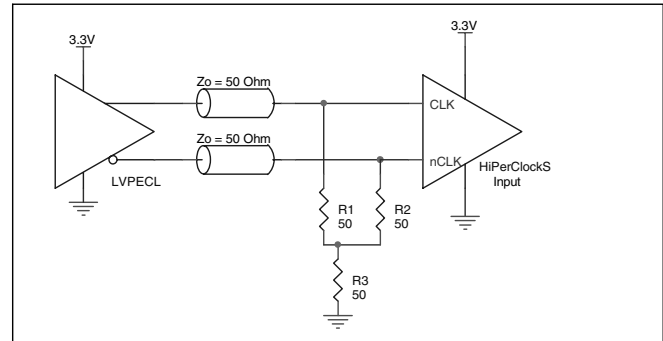 3.3V
3.3V
Zo = 50 Ohm
CLK
Zo = 50 Ohm
nCLK
HiPerClockS
Input
LVPECL
R1
50
R2
50
R3
50